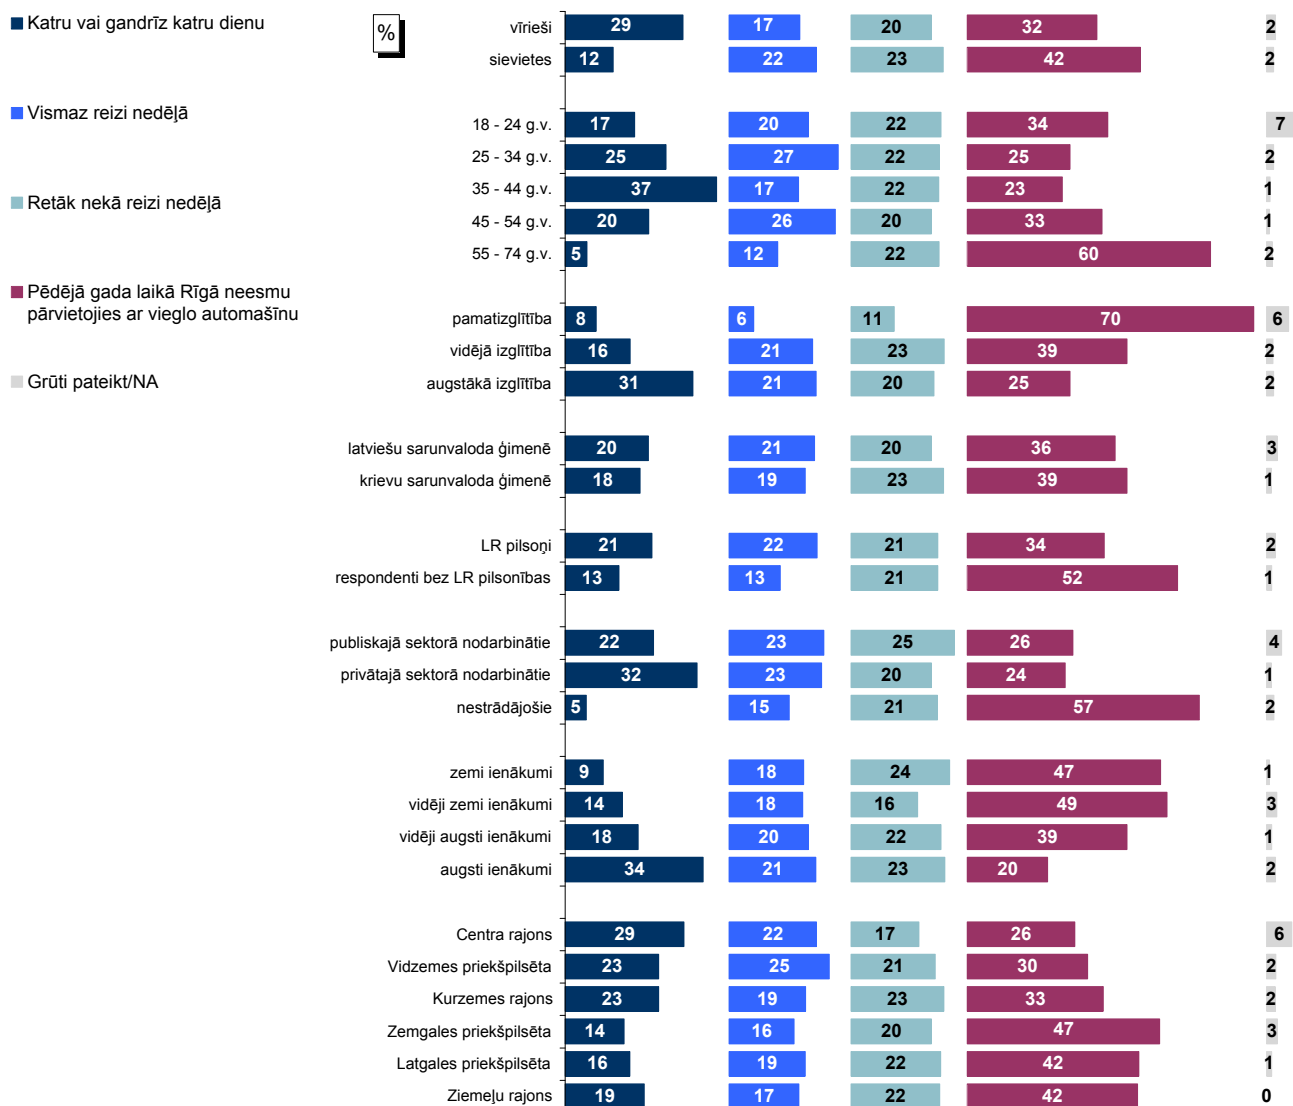 Katru vai gandrīz katru dienu
Vismaz reizi nedēļā
Retāk nekā reizi nedēļā
Pēdējā gada laikā Rīgā neesmu
pārvietojies ar vieglo automašīnu
Grūti pateikt/NA
%
vīrieši 29 17 20 32 2
sievietes 12 22 23 42 2
18 - 24 g.v. 17 20 22 34 7
25 - 34 g.v. 25 27 22 25 2
35 - 44 g.v. 37 17 22 23 1
45 - 54 g.v. 20 26 20 33 1
55 - 74 g.v. 5 12 22 60 2
pamatizglītība 8 6 11 70 6
vidējā izglītība 16 21 23 39 2
augstākā izglītība 31 21 20 25 2
latviešu sarunvaloda ģimenē 20 21 20 36 3
krievu sarunvaloda ģimenē 18 19 23 39 1
LR pilsoņi 21 22 21 34 2
respondenti bez LR pilsonības 13 13 21 52 1
publiskajā sektorā nodarbinātie 22 23 25 26 4
privātajā sektorā nodarbinātie 32 23 20 24 1
nestrādājošie 5 15 21 57 2
zemi ienākumi 9 18 24 47 1
vidēji zemi ienākumi 14 18 16 49 3
vidēji augsti ienākumi 18 20 22 39 1
augsti ienākumi 34 21 23 20 2
Centra rajons 29 22 17 26 6
Vidzemes priekšpilsēta 23 25 21 30 2
Kurzemes rajons 23 19 23 33 2
Zemgales priekšpilsēta 14 16 20 47 3
Latgales priekšpilsēta 16 19 22 42 1
Ziemeļu rajons 19 17 22 42 0